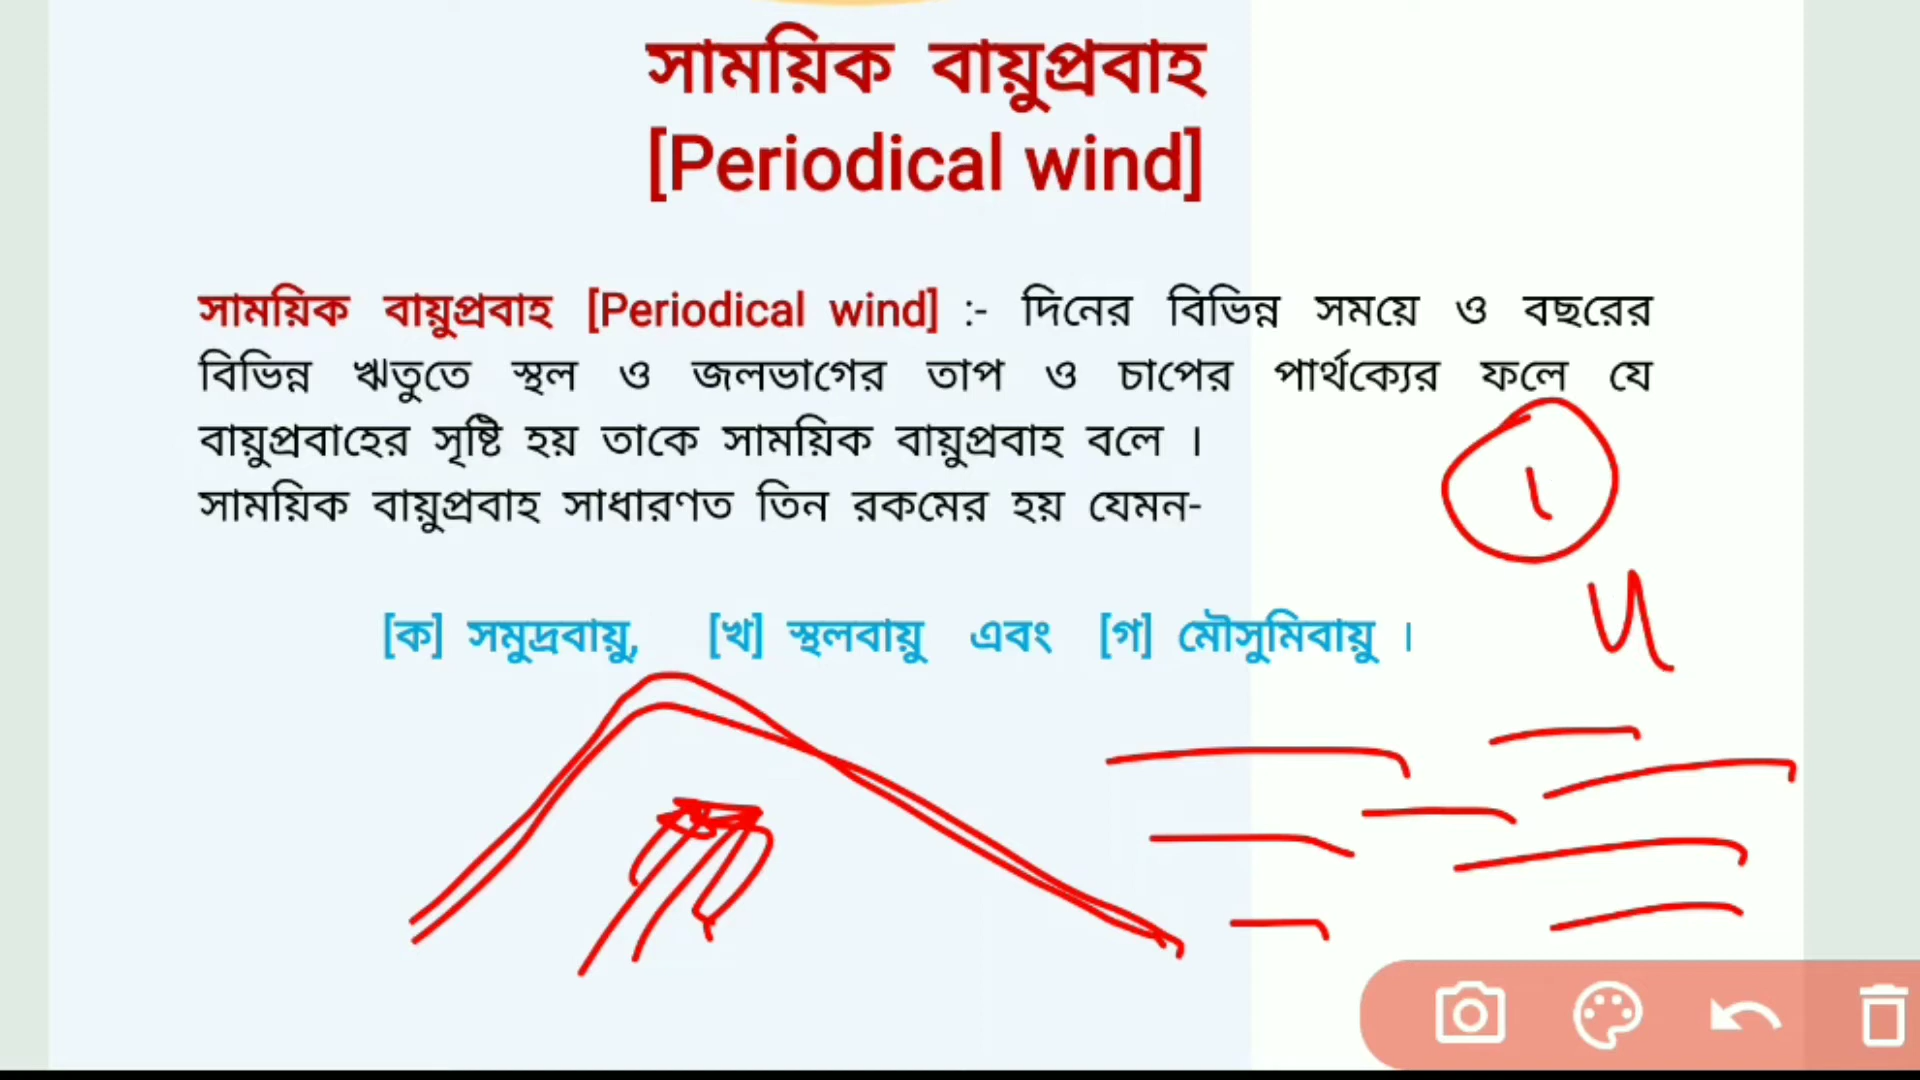 সাময়িক বায়ুপ্রবাহ
[Periodical wind]
সাময়িক বায়ুপ্রবাহ [Periodical wind] :- দিনের বিভিন্ন সময়ে ও বছরের
বিভিন্ন ঋতুতে স্থল ও জলভাগের তাপ ও চাপের পার্থক্যের ফলে যে
বায়ুপ্রবাহের সৃষ্টি হয় তাকে সাময়িক বায়ুপ্রবাহ বলে ।
সাময়িক বায়ুপ্রবাহ সাধারণত তিন রকমের হয় যেমন-
[ক] সমুদ্রবায়ু, [খ] স্থলবায়ু এবং [গ] মৌসুমিবায়ু ।